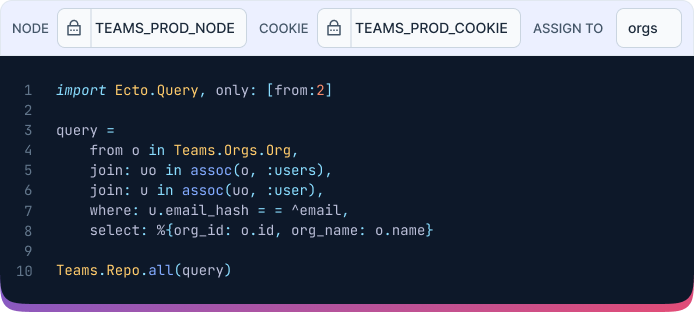 NODE TEAMS_PROD_NODE COOKIE TEAMS_PROD_COOKIE ASSIGN TO orgs
1 import Ecto.Query, only: [from:2]
2
3 query =
4     from o in Teams.Orgs.Org,
5     join: uo in assoc(o, :users),
6     join: u in assoc(uo, :user),
7     where: u.email_hash = = ^email,
8     select: %{org_id: o.id, org_name: o.name}
9
10 Teams.Repo.all(query)